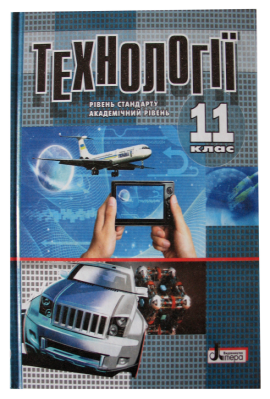 ТЕХНОЛОГІЇ
РІВЕНЬ СТАНДАРТУ
АКАДЕМІЧНИЙ РІВЕНЬ
11
клас
літера